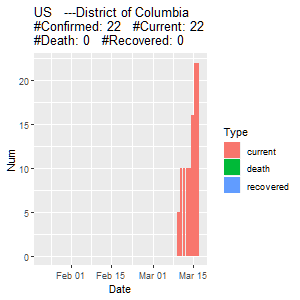 US   ---District of Columbia
#Confirmed: 22   #Current: 22
#Death: 0   #Recovered: 0
Num
20
15
10
5
0
Feb 01
Feb 15
Mar 01
Mar 15
Date
Type
current
death
recovered